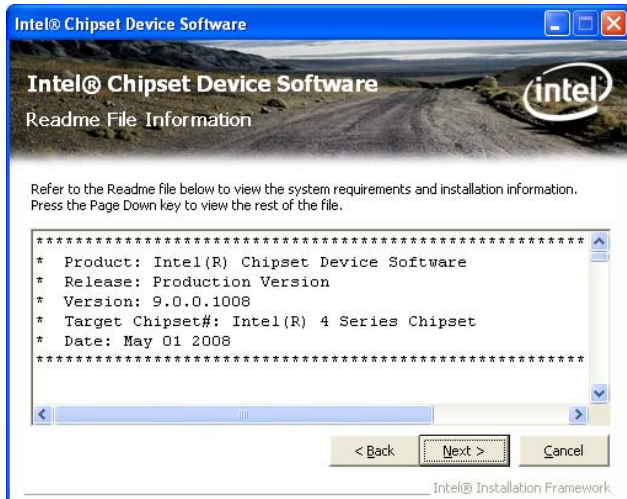 Intel® Chipset Device Software
Intel® Chipset Device Software
intel
Readme File Information
Refer to the Readme file below to view the system requirements and installation information.
Press the Page Down key to view the rest of the file.
********************************************************
* Product: Intel(R) Chipset Device Software
* Release: Production Version
* Version: 9.0.0.1008
* Target Chipset#: Intel(R) 4 Series Chipset
* Date: May 01 2008
********************************************************
< Back
Next >
Cancel
Intel® Installation Framework